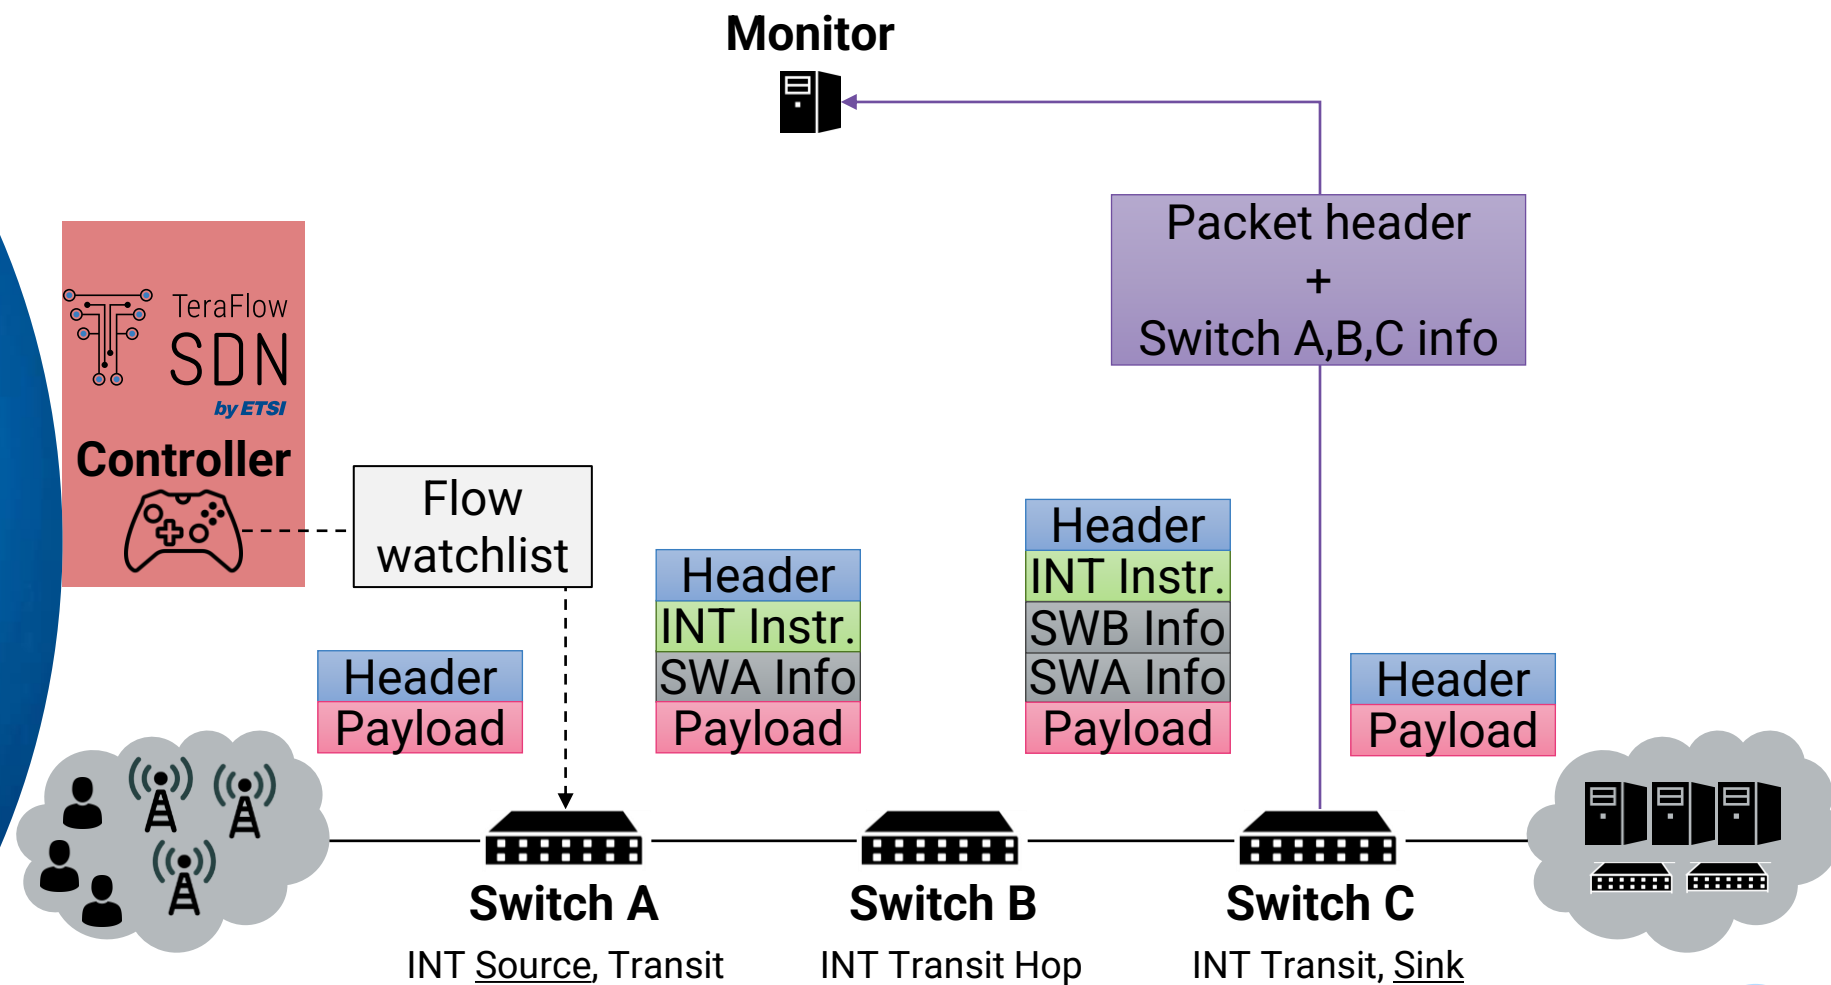 Monitor
Packet header
+
Switch A,B,C info
TeraFlow
SDN
by ETSI
Controller
Flow
watchlist
Header
Payload
Header
INT Instr.
SWA Info
Payload
Header
INT Instr.
SWB Info
SWA Info
Payload
Header
Payload
Switch A
INT Source, Transit
Switch B
INT Transit Hop
Switch C
INT Transit, Sink